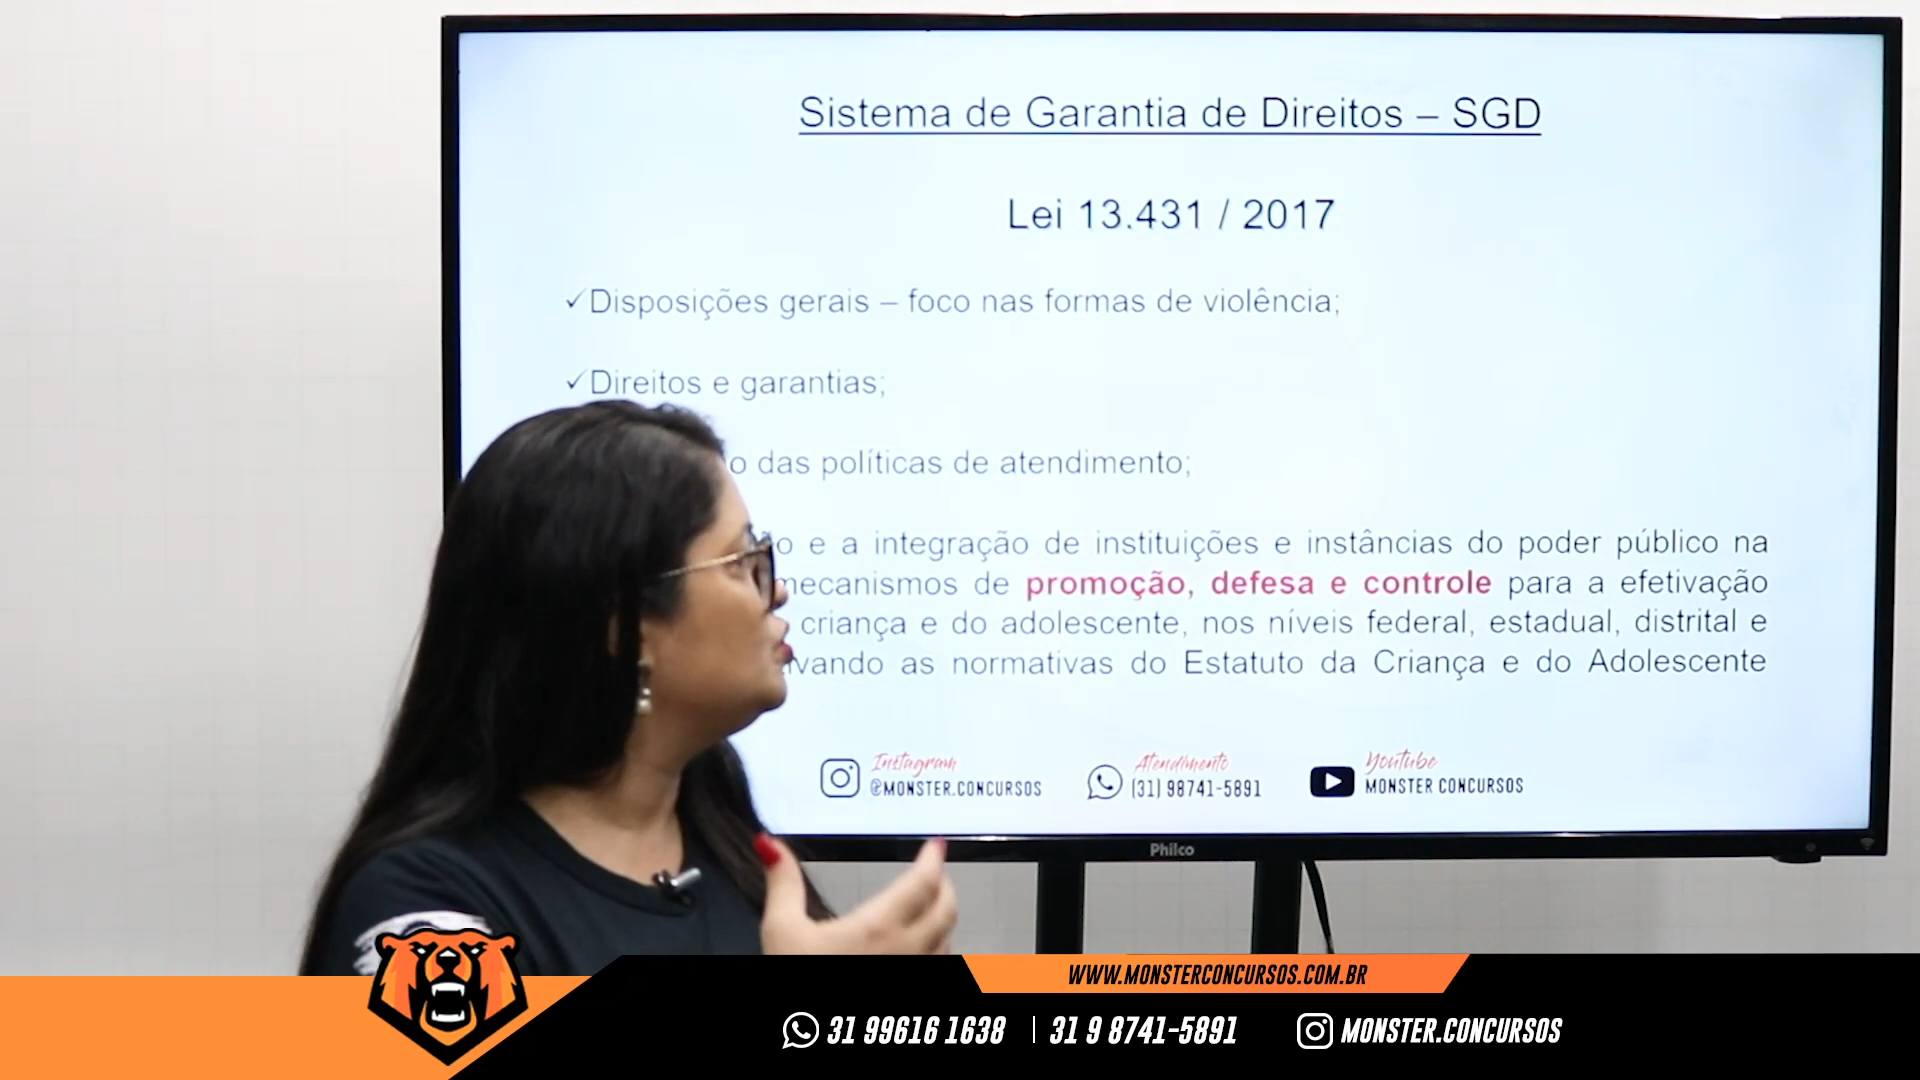 Sistema de Garantia de Direitos – SGD
Lei 13.431 / 2017
✓Disposições gerais – foco nas formas de violência;
✓Direitos e garantias;
das políticas de atendimento;
e a integração de instituições e instâncias do poder público na
de promoção, defesa e controle para a efetivação
criança e do adolescente, nos níveis federal, estadual, distrital e
as normativas do Estatuto da Criança e do Adolescente
Instagram
@MONSTER.CONCURSOS
Atendimento
(31) 98741-5891
Youtube
MONSTER CONCURSOS
Philco
WWW.MONSTERCONCURSOS.COM.BR
31 99616 1638 | 31 9 8741-5891
MONSTER.CONCURSOS